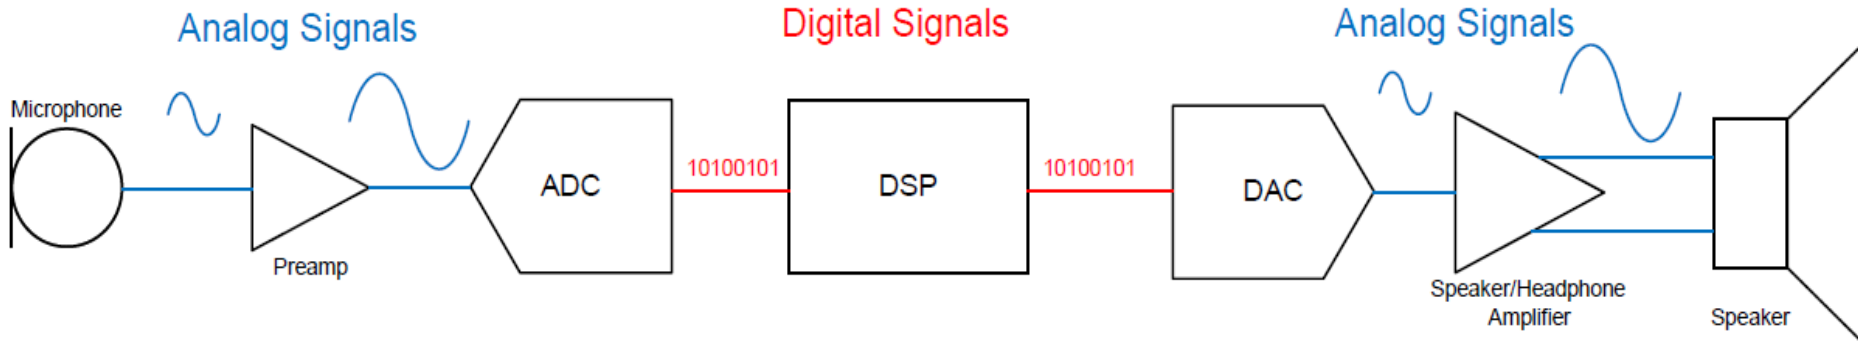 Analog Signals
Digital Signals
Analog Signals
Microphone
Preamp
ADC
10100101
DSP
10100101
DAC
Speaker/Headphone
Amplifier
Speaker